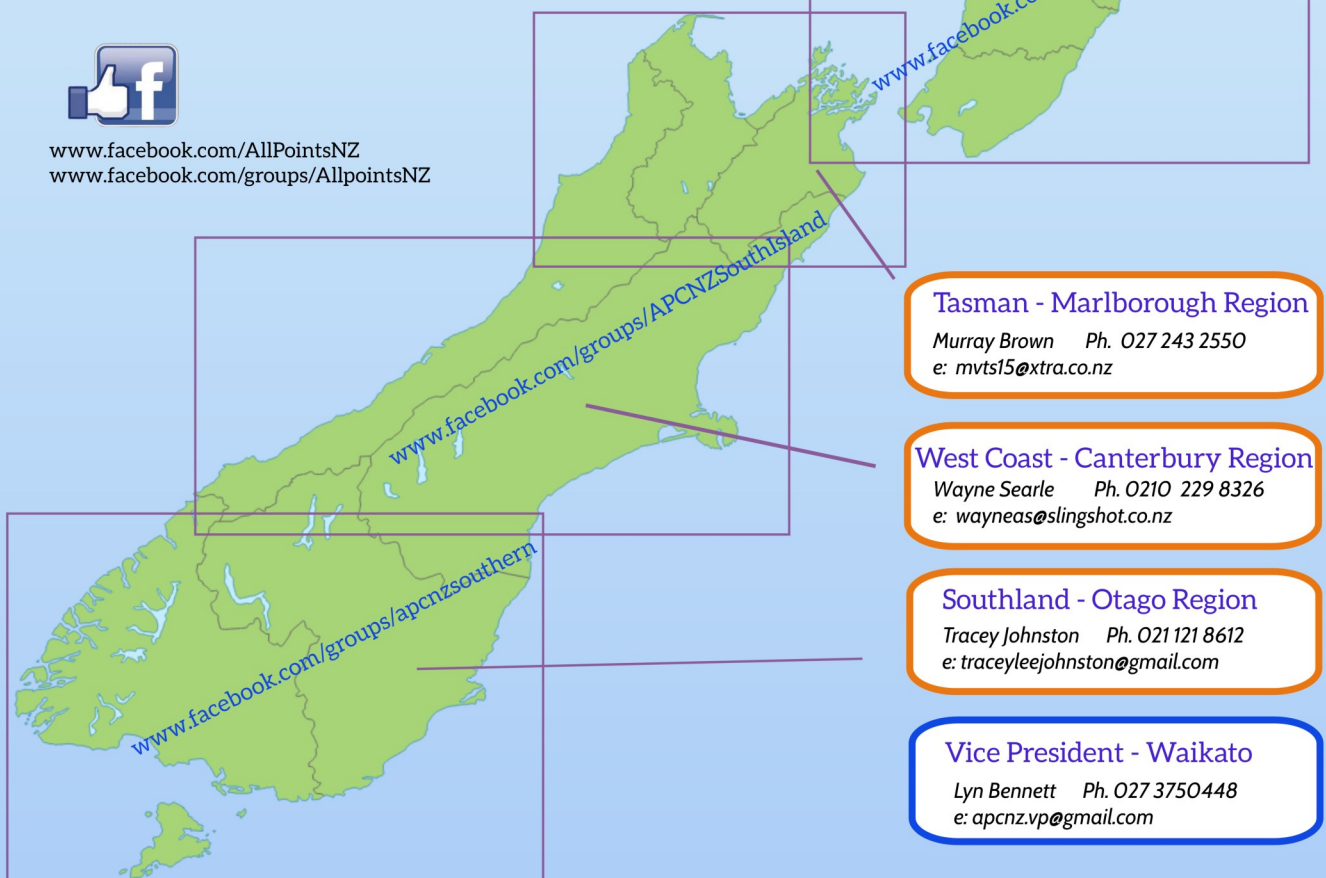 www.facebook.co
f
www.facebook.com/AllPointsNZ
www.facebook.com/groups/AllpointsNZ
www.facebook.com/groups/APCNZSouthIsland
www.facebook.com/groups/apcnzsouthern
Tasman - Marlborough Region
Murray Brown Ph. 027 243 2550
e: mvts15@xtra.co.nz
West Coast - Canterbury Region
Wayne Searle Ph. 0210 229 8326
e: wayneas@slingshot.co.nz
Southland - Otago Region
Tracey Johnston Ph. 021 121 8612
e: traceyleejohnston@gmail.com
Vice President - Waikato
Lyn Bennett Ph. 027 3750448
e: apcnz.vp@gmail.com